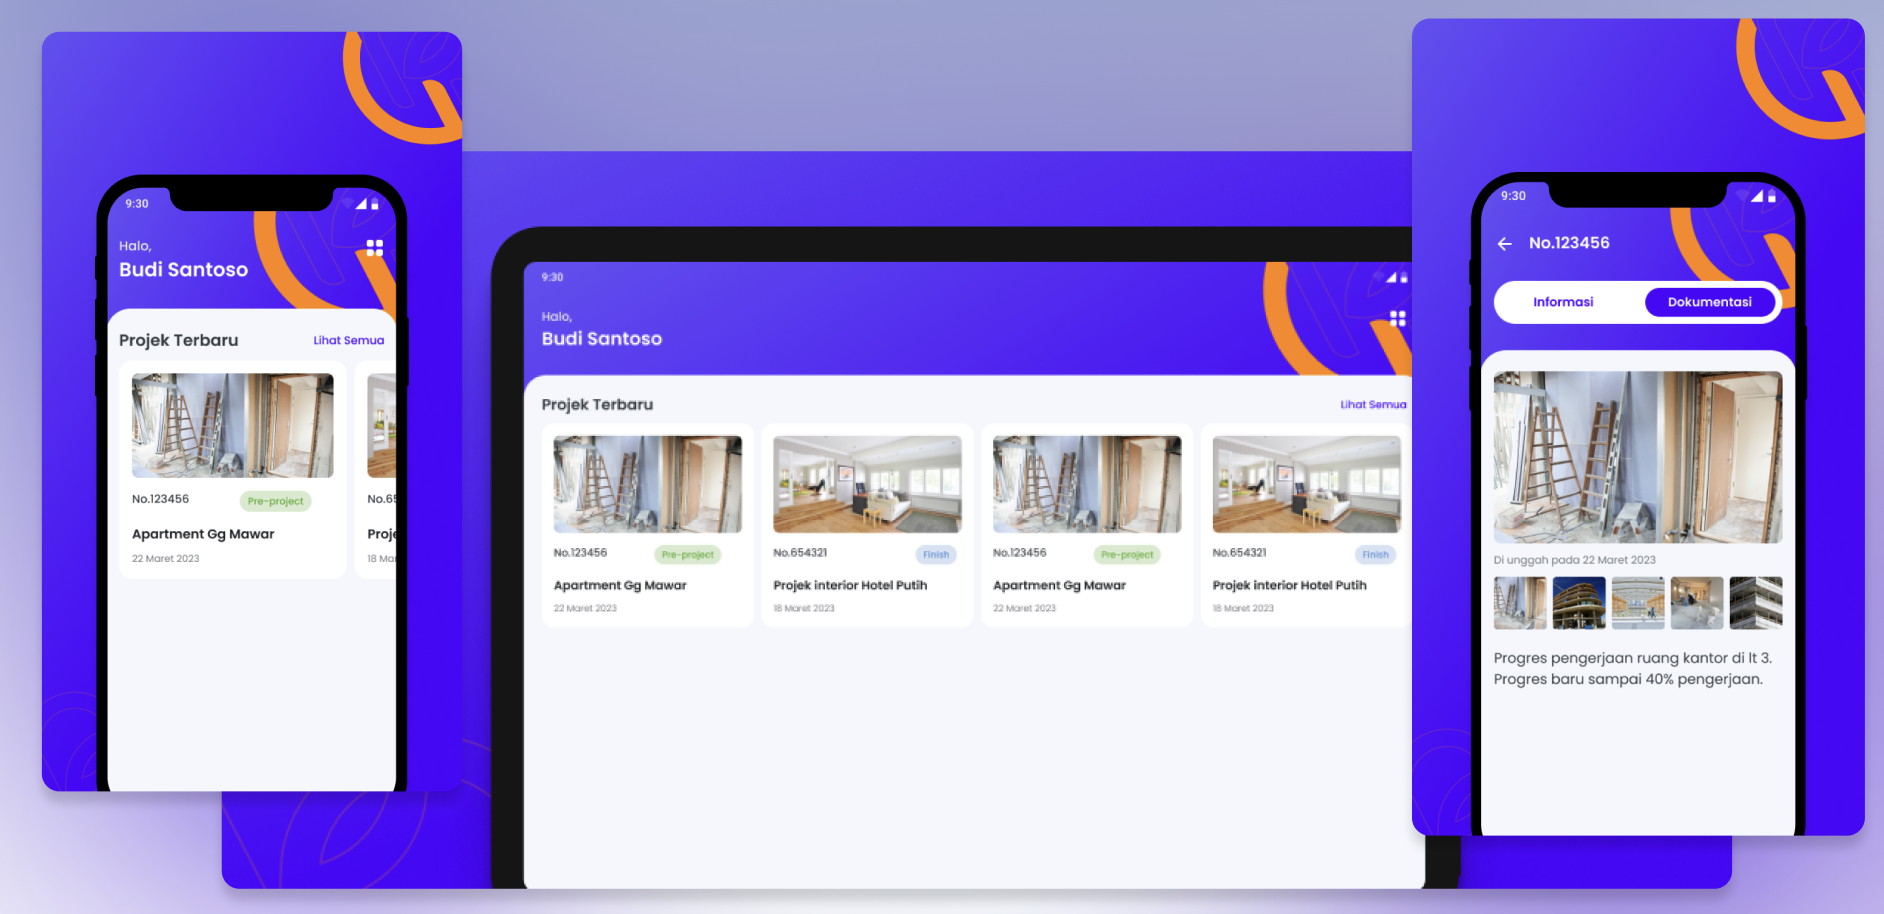 9:30
Halo,
Budi Santoso
Projek Terbaru
Lihat Semua
No.123456
Pre-project
Apartment Gg Mawar
22 Maret 2023
No.65
Proje
18 Mar
9:30
Halo,
Budi Santoso
Projek Terbaru
Lihat Semua
No.123456
Pre-project
Apartment Gg Mawar
22 Maret 2023
No.654321
Finish
Projek interior Hotel Putih
18 Maret 2023
No.123456
Pre-project
Apartment Gg Mawar
22 Maret 2023
No.654321
Finish
Projek interior Hotel Putih
18 Maret 2023
9:30
No.123456
Informasi
Dokumentasi
Di unggah pada 22 Maret 2023
Progres pengerjaan ruang kantor di lt 3.
Progres baru sampai 40% pengerjaan.